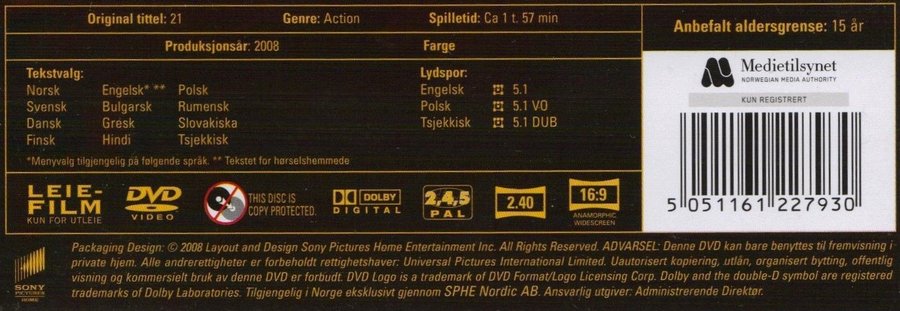 Original tittel: 21 Genre: Action Spilletid: Ca 1 t. 57 min
Produksjonsår: 2008 Farge
Anbefalt aldersgrense: 15 år
Tekstvalg:
Norsk Engelsk* ** Polsk
Svensk Bulgarsk Rumensk
Dansk Gresk Slovakiska
Finsk Hindi Tsjekkisk
*Menyvalg tilgjengelig på følgende språk. ** Tekstet for hørselshemmede
Lydspor:
Engelsk 5.1
Polsk 5.1 VO
Tsjekkisk 5.1 DUB
Medietilsynet
NORWEGIAN MEDIA AUTHORITY
KUN REGISTRERT
5 051161 227930
LEIE-
FILM
KUN FOR UTLEIE
DVD
VIDEO
THIS DISC IS
COPY PROTECTED.
DOLBY
DIGITAL
2,4,5
PAL
2.40
16:9
ANAMORPHIC
WIDESCREEN
SONY
PICTURES
HOME
Packaging Design: © 2008 Layout and Design Sony Pictures Heme Entertainment Inc. All Rights Reserved. ADVARSEL: Denne DVD kan bare benyttes til fremvisning i
private hjem. Alle andrerettigheter er forbeholdt rettighetshaver: Universal Pictures International Limited. Uautorisert kopiering, utlån, organisert bytting, offentlig
visning og kommersielt bruk av denne DVD er forbudt. DVD Logo is a trademark of DVD Format/Logo Licensing Corp. Dolby and the double-D symbol are registered
trademarks of Dolby Laboratories. Tilgjengelig i Norge eksklusivt gjennom SPHE Nordic AB. Ansvarlig utgiver: Administrerende Direktør.